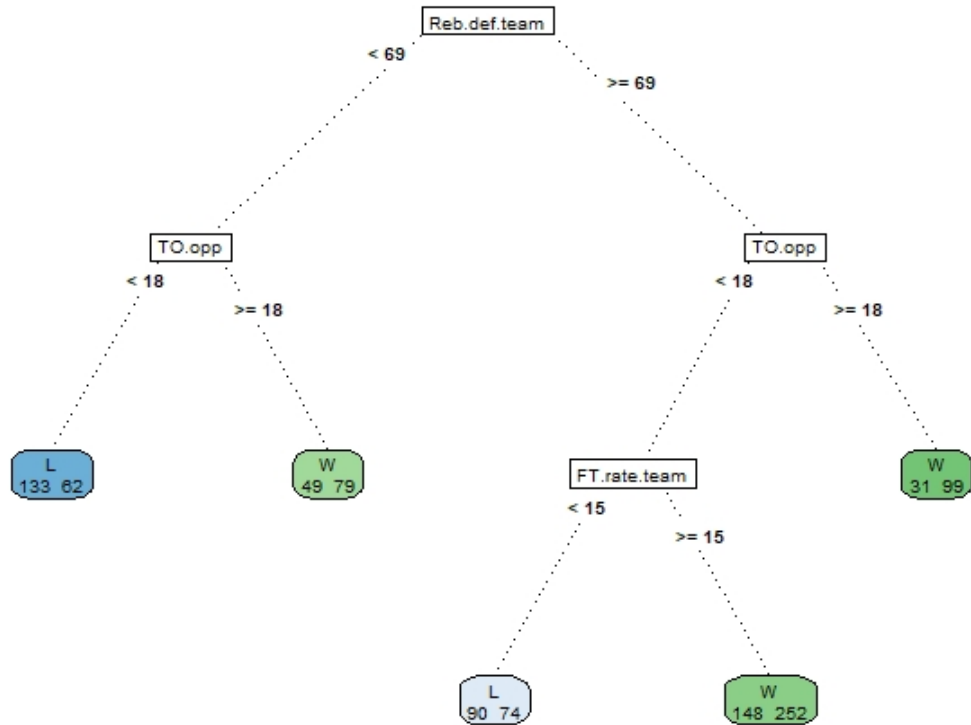 Reb.def.team
< 69
>= 69
TO.opp
TO.opp
< 18
>= 18
< 18
>= 18
L
133 62
W
49 79
FT.rate.team
W
31 99
< 15
>= 15
L
90 74
W
148 252